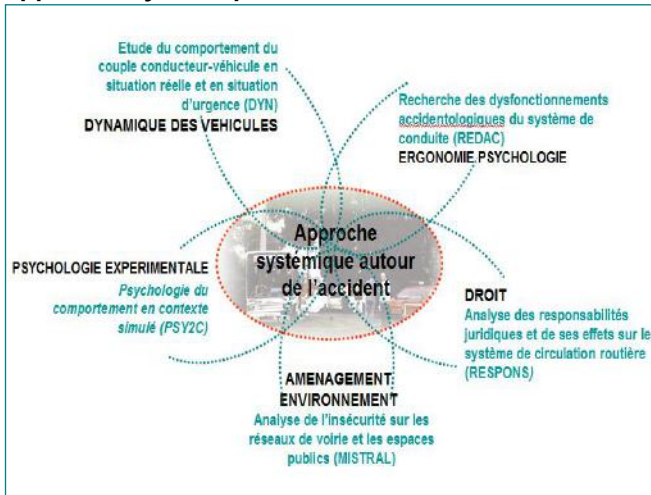 Etude du comportement du
couple conducteur-véhicule en
situation réelle et en situation
d'urgence (DYN)
DYNAMIQUE DES VEHICULES
Recherche des dysfonctionnements
accidentologiques du système de
conduite (REDAC)
ERGONOMIE PSYCHOLOGIE
Approche
systémique autour
de l'accident
PSYCHOLOGIE EXPERIMENTALE
Psychologie du
comportement en contexte
simulé (PSY2C)
DROIT
Analyse des responsabilités
juridiques et de ses effets sur le
système de circulation routière
(RESPONS)
AMENAGEMENT
ENVIRONNEMENT
Analyse de l'insécurité sur les
réseaux de voirie et les espaces
publics (MISTRAL)